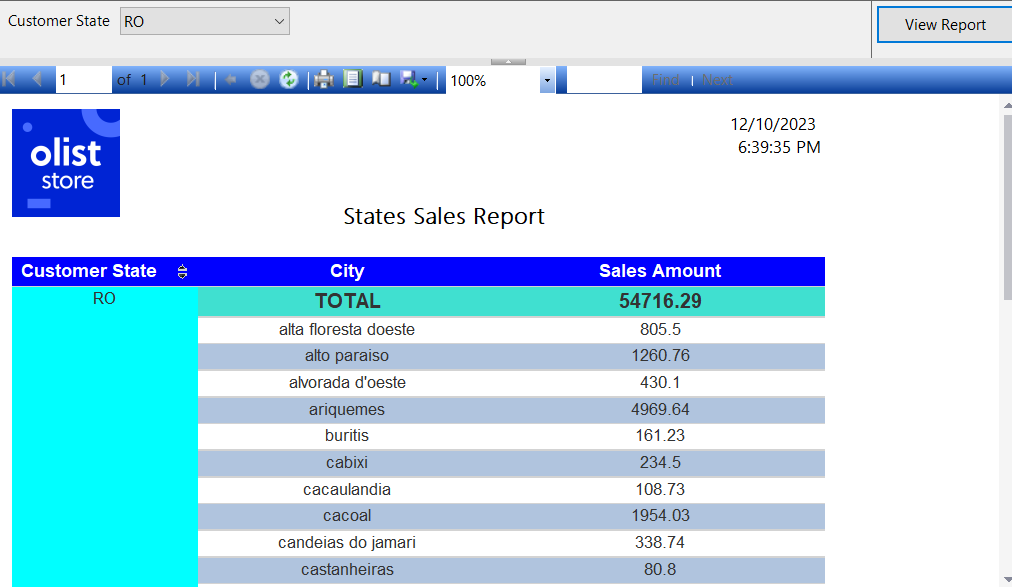 Customer State RO View Report
1 of 1 100% Find | Next
olist
store
12/10/2023
6:39:35 PM
States Sales Report
Customer State City Sales Amount
RO TOTAL 54716.29
alta floresta doeste 805.5
alto paraiso 1260.76
alvorada d'oeste 430.1
ariquemes 4969.64
buritis 161.23
cabixi 234.5
cacaulandia 108.73
cacoal 1954.03
candeias do jamari 338.74
castanheiras 80.8